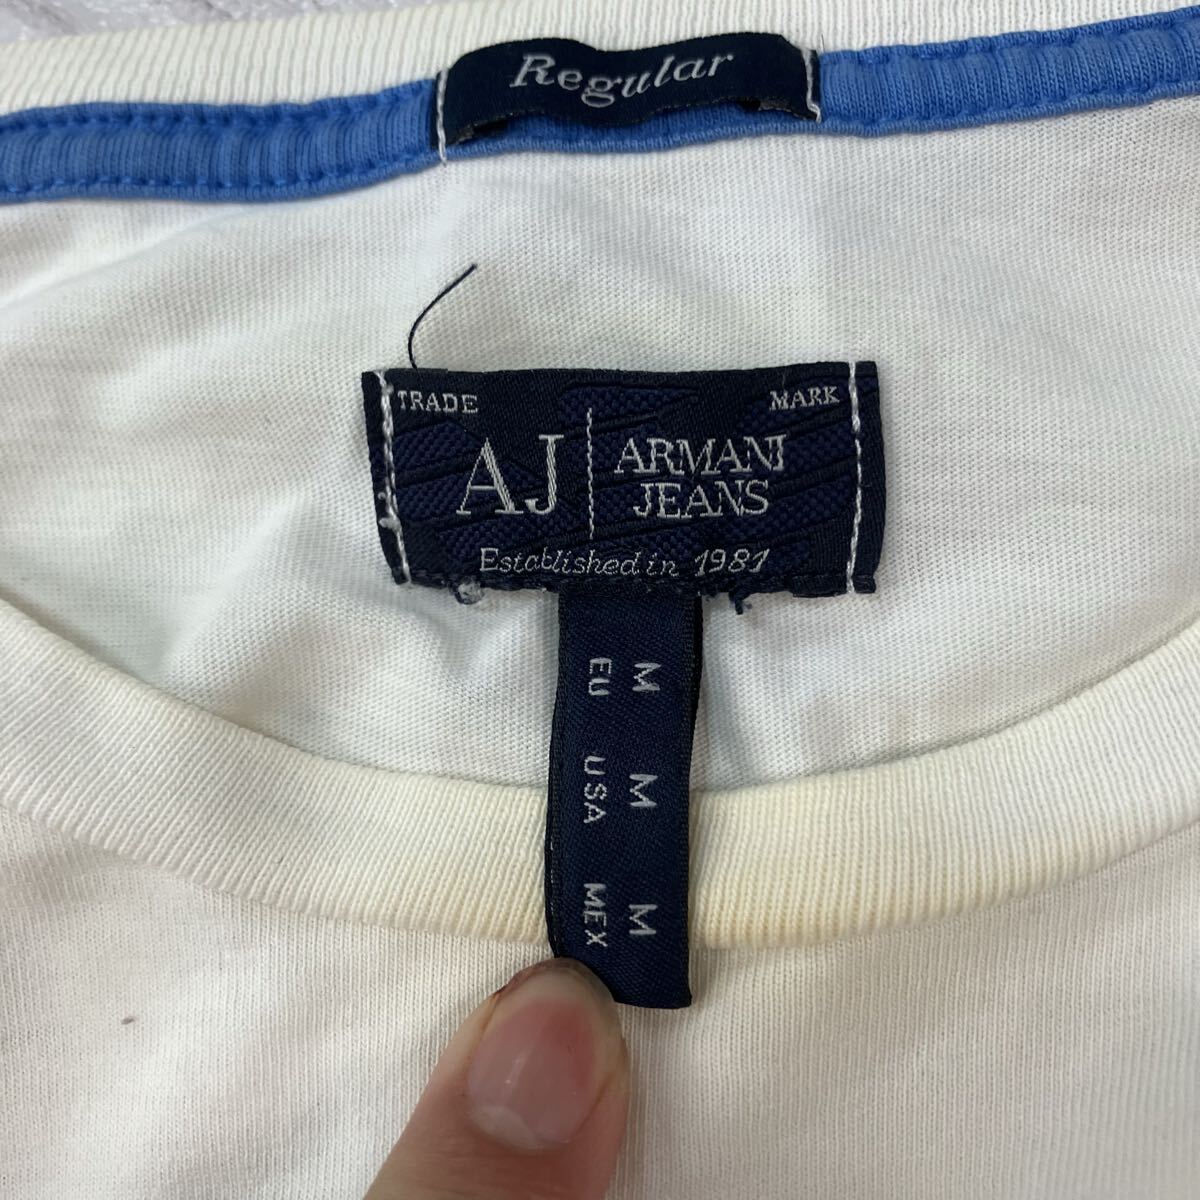 Regular
TRADE MARK
AJ ARMANI
JEANS
Established in 1981
EU M
USA M
MEX M